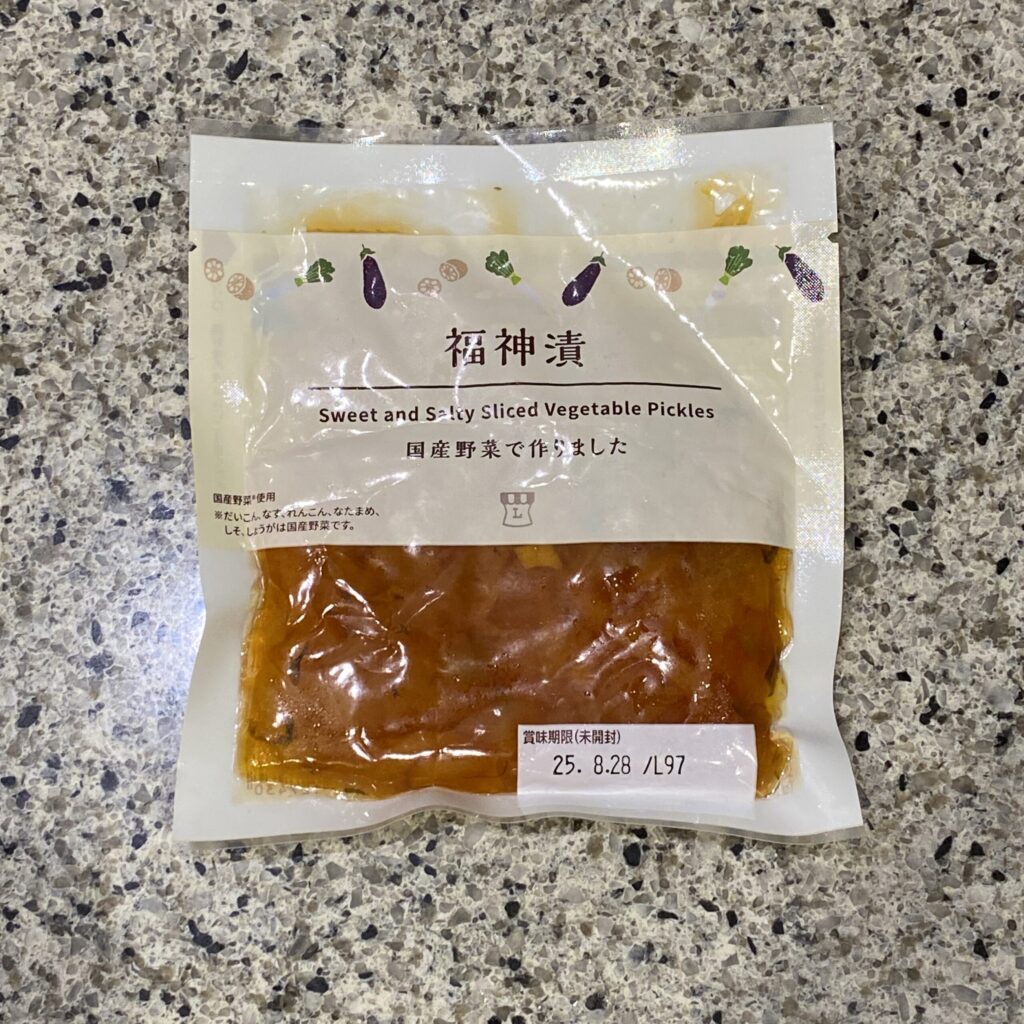 福神漬
Sweet and Salty Sliced Vegetable Pickles
国産野菜で作りました
国産野菜※使用
※だいこん、なす、れんこん、なたまめ、
しそ、しょうがは国産野菜です。
L
賞味期限(未開封)
25. 8.28 /L97